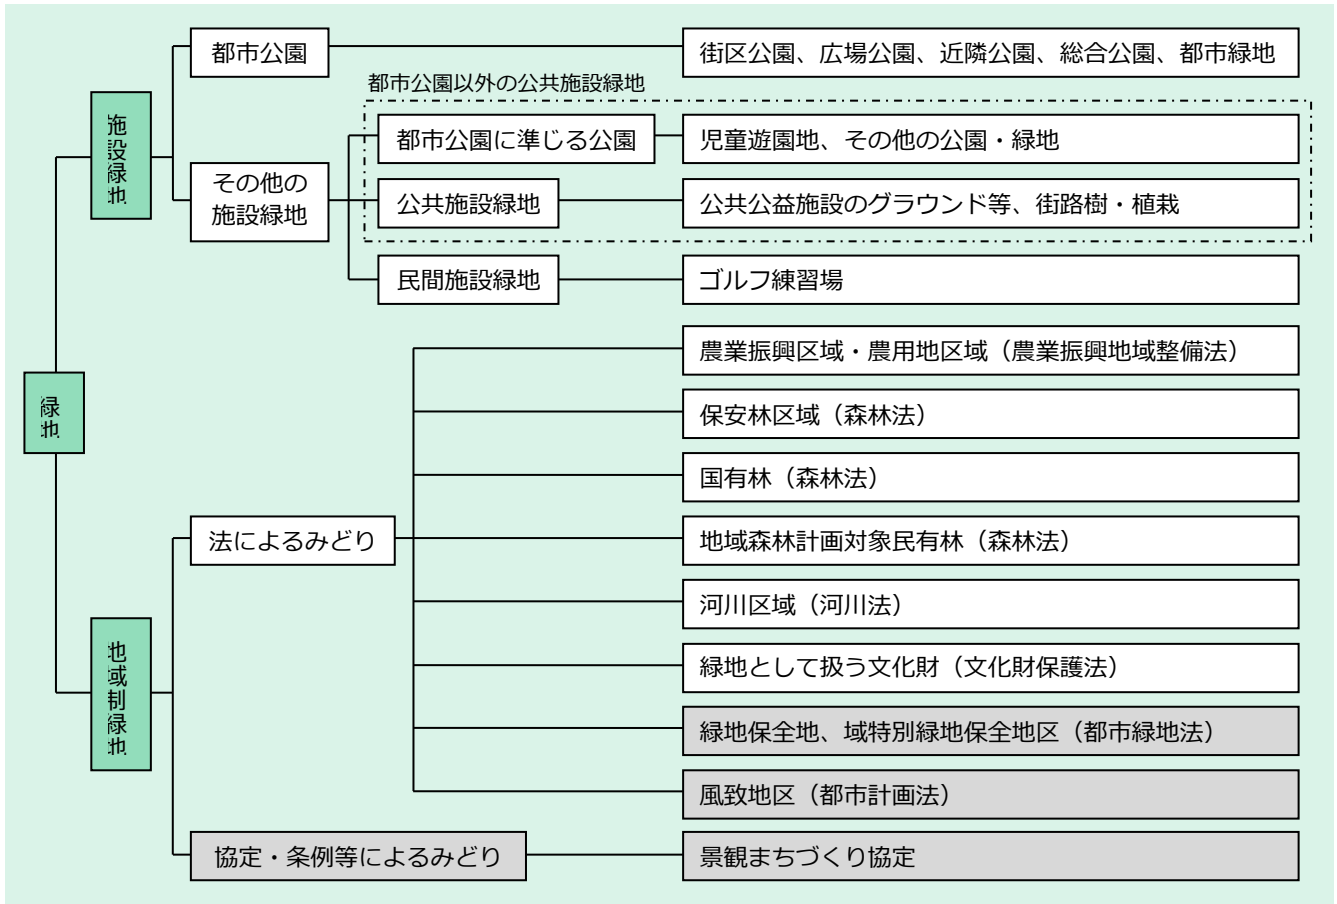 緑地
施設緑地
都市公園
街区公園、広場公園、近隣公園、総合公園、都市緑地
その他の
施設緑地
都市公園以外の公共施設緑地
都市公園に準じる公園
児童遊園地、その他の公園・緑地
公共施設緑地
公共公益施設のグラウンド等、街路樹・植栽
民間施設緑地
ゴルフ練習場
地域制緑地
法によるみどり
農業振興区域・農用地区域（農業振興地域整備法）
保安林区域（森林法）
国有林（森林法）
地域森林計画対象民有林（森林法）
河川区域（河川法）
緑地として扱う文化財（文化財保護法）
緑地保全地、域特別緑地保全地区（都市緑地法）
風致地区（都市計画法）
協定・条例等によるみどり
景観まちづくり協定